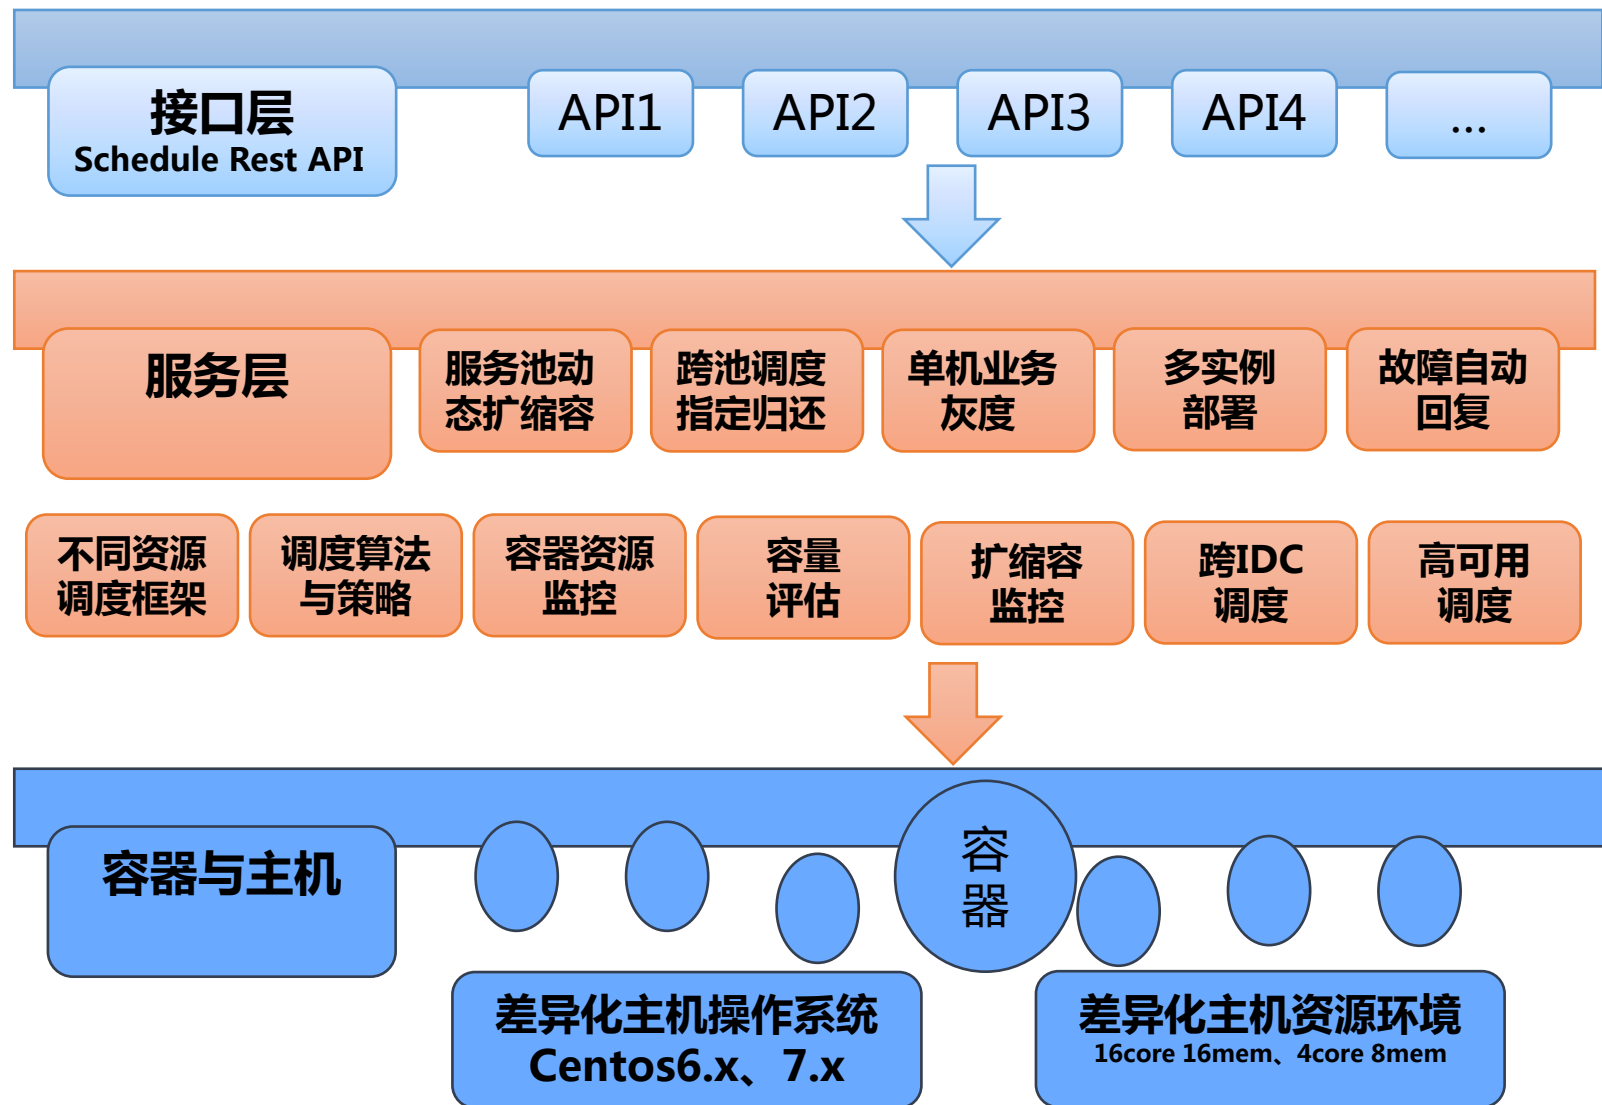 接口层
Schedule Rest API
API1
API2
API3
API4
...
服务层
服务池动
态扩缩容
跨池调度
指定归还
单机业务
灰度
多实例
部署
故障自动
回复
不同资源
调度框架
调度算法
与策略
容器资源
监控
容量
评估
扩缩容
监控
跨IDC
调度
高可用
调度
容器与主机
容
器
差异化主机操作系统
Centos6.x、7.x
差异化主机资源环境
16core 16mem、4core 8mem